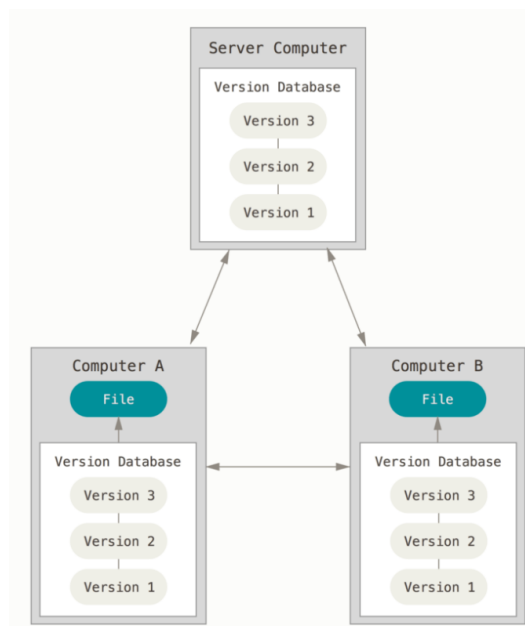 Server Computer
Version Database
Version 3
Version 2
Version 1
Computer A
File
Version Database
Version 3
Version 2
Version 1
Computer B
File
Version Database
Version 3
Version 2
Version 1